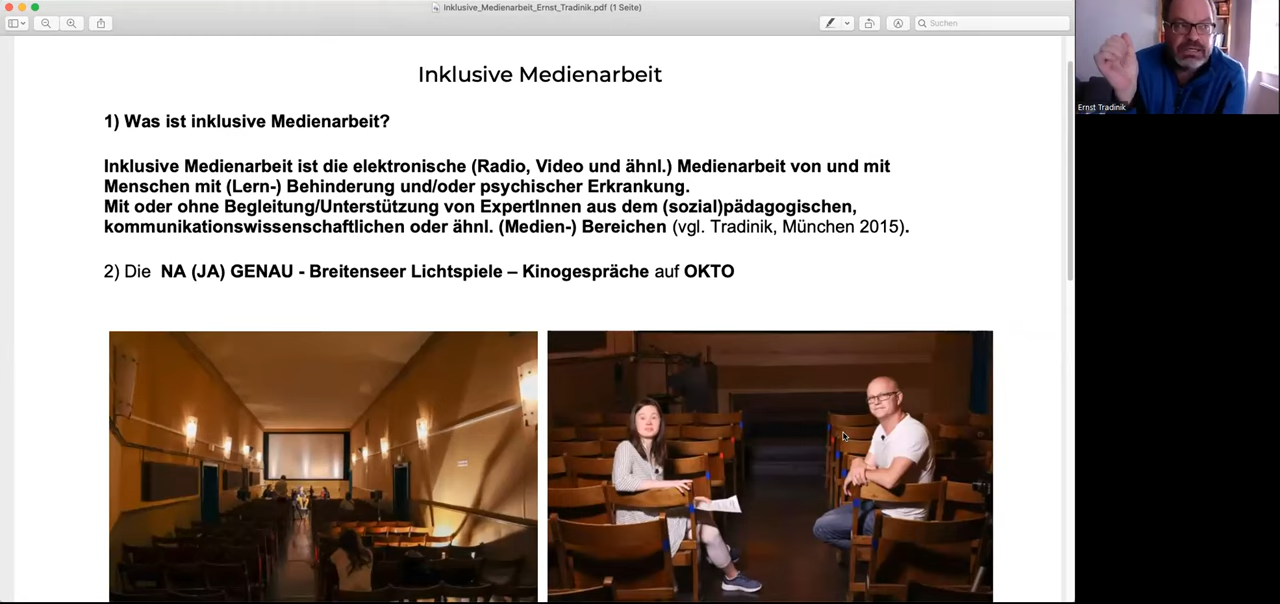 Inklusive_Medienarbeit_Ernst_Tradinik.pdf (1 Seite)
Suchen
Inklusive Medienarbeit
1) Was ist inklusive Medienarbeit?
Inklusive Medienarbeit ist die elektronische (Radio, Video und ähnl.) Medienarbeit von und mit
Menschen mit (Lern-) Behinderung und/oder psychischer Erkrankung.
Mit oder ohne Begleitung/Unterstützung von ExpertInnen aus dem (sozial)pädagogischen,
kommunikationswissenschaftlichen oder ähnl. (Medien-) Bereichen (vgl. Tradinik, München 2015).
2) Die NA (JA) GENAU - Breitenseer Lichtspiele – Kinogespräche auf OKTO
Ernst Tradinik